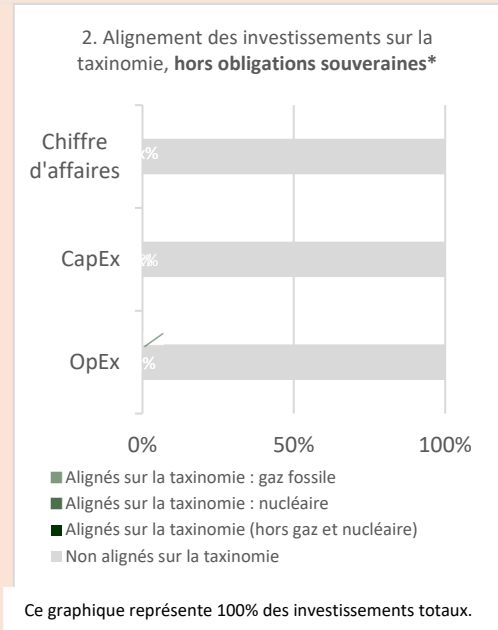 2. Alignement des investissements sur la
taxinomie, hors obligations souveraines*
Chiffre
d'affaires
CapEx
OpEx
%
0%
50%
100%
Alignés sur la taxinomie : gaz fossile
Alignés sur la taxinomie : nucléaire
Alignés sur la taxinomie (hors gaz et nucléaire)
Non alignés sur la taxinomie
Ce graphique représente 100% des investissements totaux.